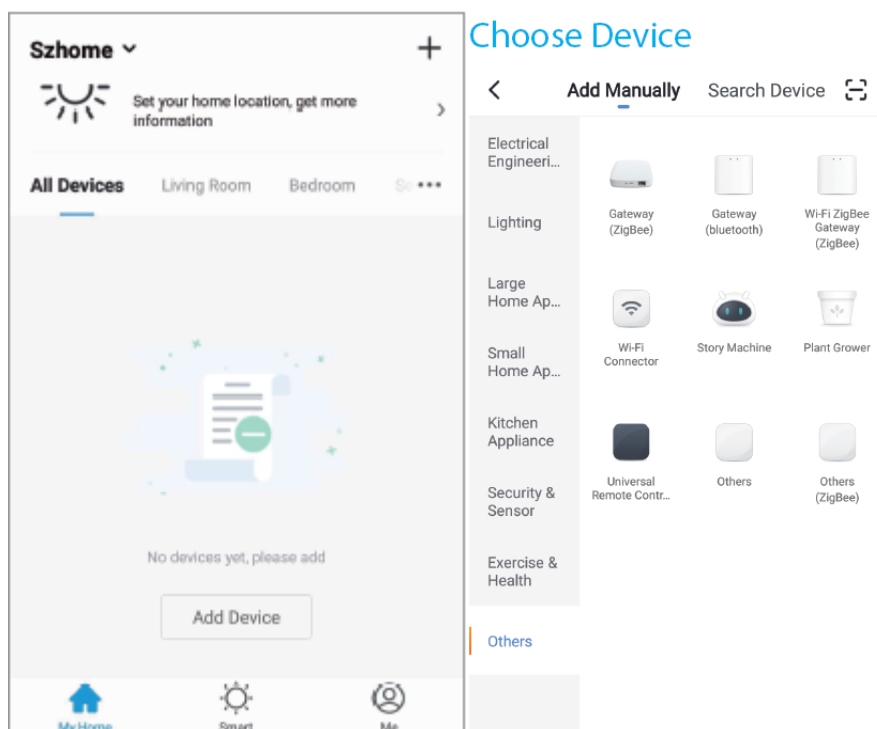 Szhome
Set your home location, get more
information
All Devices
Living Room
Bedroom
My Home
Smart
Me
No devices yet, please add
Add Device
Choose Device
Add Manually
Search Device
Electrical
Engineeri...
Lighting
Large
Home Ap...
Small
Home Ap...
Kitchen
Appliance
Security &
Sensor
Exercise &
Health
Others
Gateway
(ZigBee)
Gateway
(bluetooth)
Wi-Fi ZigBee
Gateway
(ZigBee)
Wi-Fi
Connector
Story Machine
Plant Grower
Universal
Remote Contr...
Others
Others
(ZigBee)